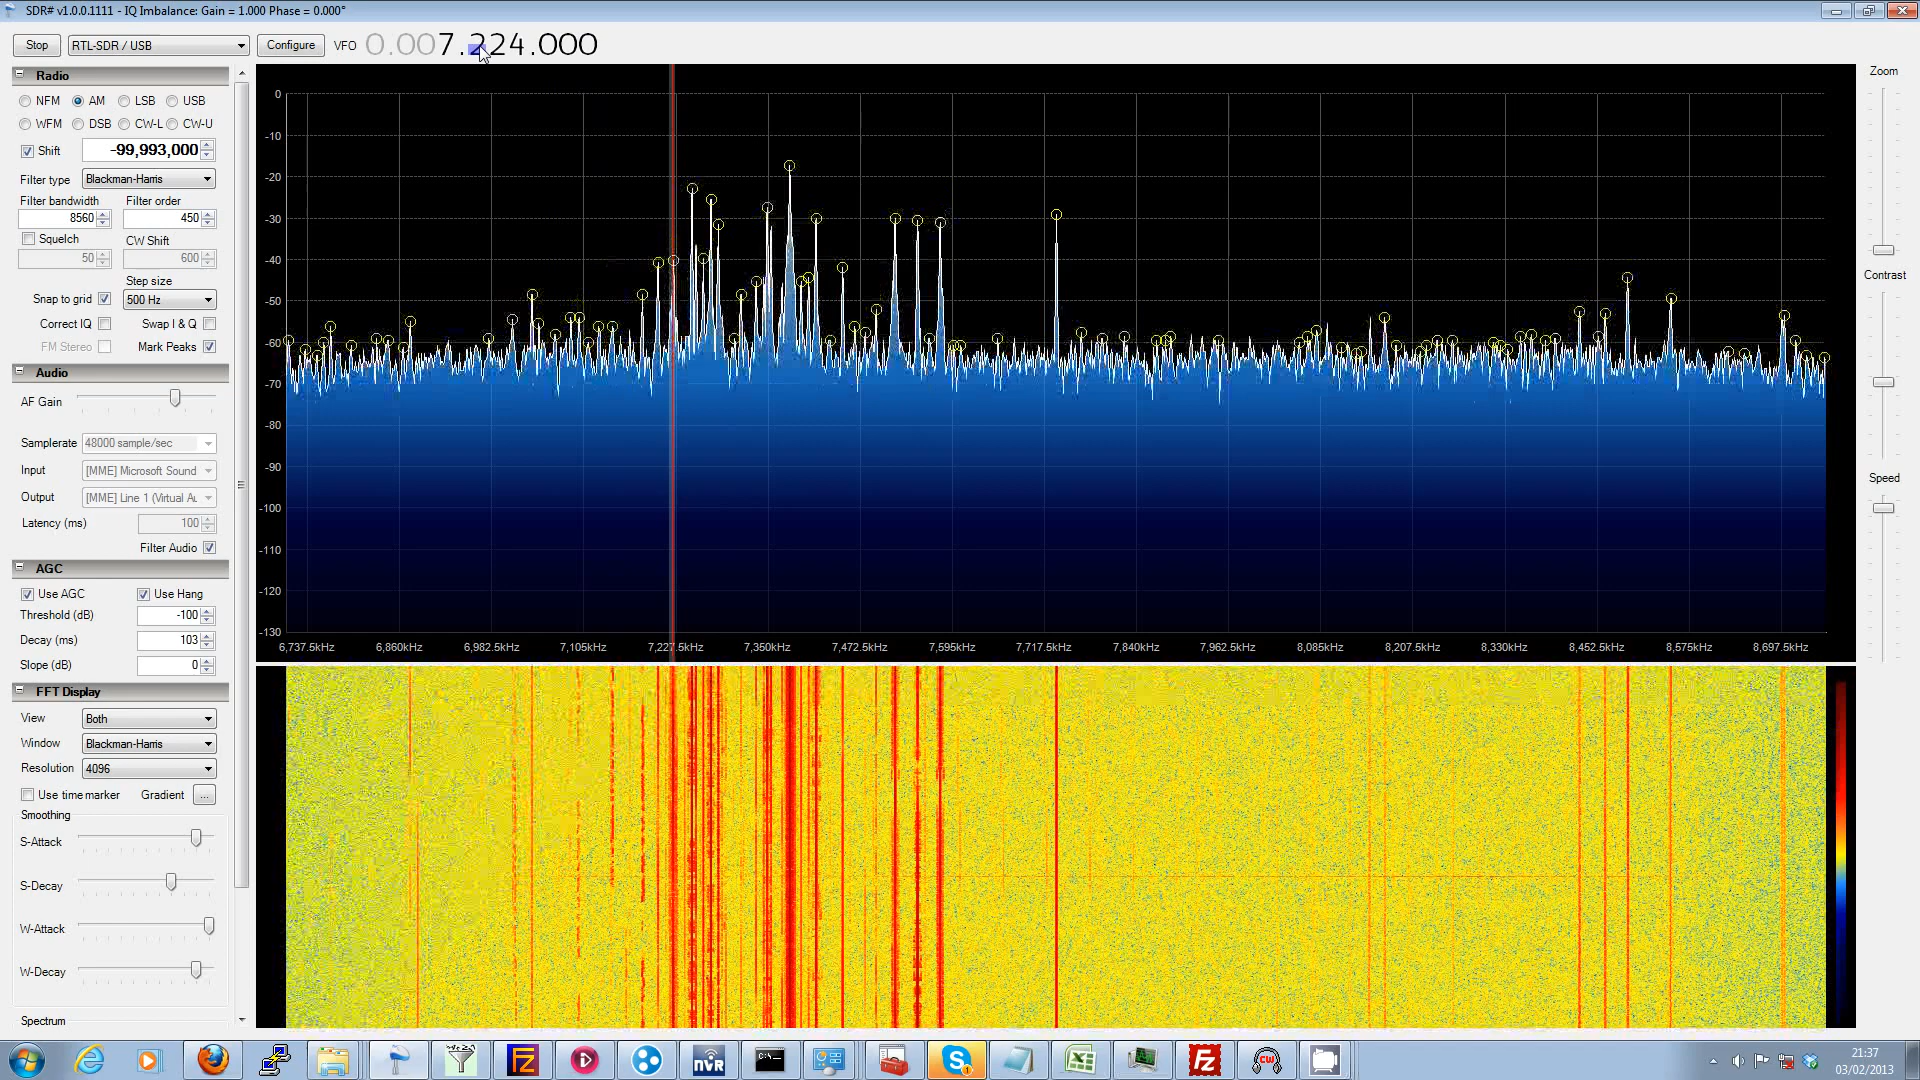 SDR# v1.0.0.1111 - IQ Imbalance: Gain = 1.000 Phase = 0.000°
Stop
RTL-SDR / USB
Configure
VFO
0.007.224.000
Radio
NFM AM LSB USB
WFM DSB CW-L CW-U
Shift -99,993,000
Filter type Blackman-Harris
Filter bandwidth Filter order
8560 450
Squelch CW Shift
50 600
Step size
Snap to grid 500 Hz
Correct IQ Swap I & Q
FM Stereo Mark Peaks
Audio
AF Gain
Samplerate 48000 sample/sec
Input [MME] Microsoft Sound
Output [MME] Line 1 (Virtual Au
Latency (ms) 100
Filter Audio
AGC
Use AGC Use Hang
Threshold (dB) -100
Decay (ms) 103
Slope (dB) 0
FFT Display
View Both
Window Blackman-Harris
Resolution 4096
Use time marker Gradient ...
Smoothing
S-Attack
S-Decay
W-Attack
W-Decay
Spectrum
0
-10
-20
-30
-40
-50
-60
-70
-80
-90
-100
-110
-120
-130
6,737.5kHz 6,860kHz 6,982.5kHz 7,105kHz 7,227.5kHz 7,350kHz 7,472.5kHz 7,595kHz 7,717.5kHz 7,840kHz 7,962.5kHz 8,085kHz 8,207.5kHz 8,330kHz 8,452.5kHz 8,575kHz 8,697.5kHz
Zoom
Contrast
Speed
FZ
nVR
C:\_
S
Fz
CW
21:37
03/02/2013